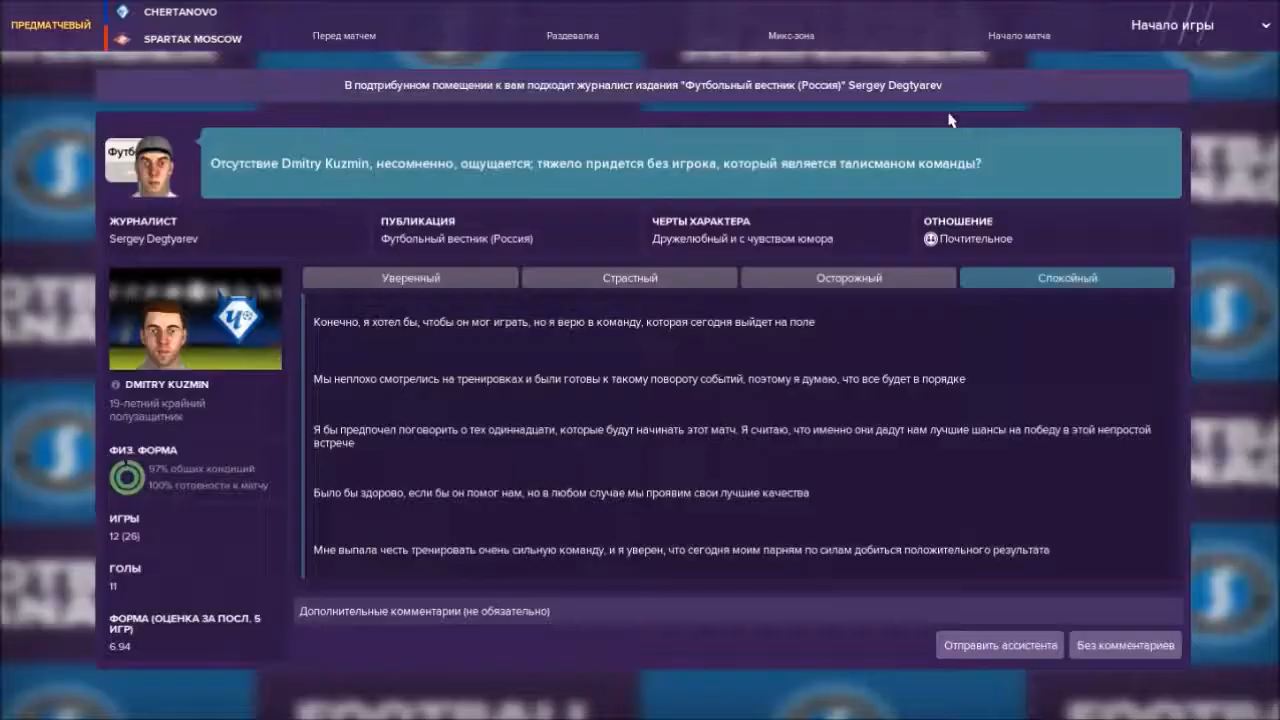 ПРЕДМАТЧЕВЫЙ
CHERTANOVO
SPARTAK MOSCOW
Перед матчем
Раздевалка
Микс-зона
Начало матча
Начало игры
В подтрибунном помещении к вам подходит журналист издания "Футбольный вестник (Россия)" Sergey Degtyarev
Отсутствие Dmitry Kuzmin, несомненно, ощущается; тяжело придется без игрока, который является талисманом команды?
ЖУРНАЛИСТ
Sergey Degtyarev
ПУБЛИКАЦИЯ
Футбольный вестник (Россия)
ЧЕРТЫ ХАРАКТЕРА
Дружелюбный и с чувством юмора
ОТНОШЕНИЕ
Почтительное
Уверенный
Страстный
Осторожный
Спокойный
Конечно, я хотел бы, чтобы он мог играть, но я верю в команду, которая сегодня выйдет на поле
Мы неплохо смотрелись на тренировках и были готовы к такому повороту событий, поэтому я думаю, что все будет в порядке
Я бы предпочел поговорить о тех одиннадцати, которые будут начинать этот матч. Я считаю, что именно они дадут нам лучшие шансы на победу в этой непростой
встрече
Было бы здорово, если бы он помог нам, но в любом случае мы проявим свои лучшие качества
Мне выпала честь тренировать очень сильную команду, и я уверен, что сегодня моим парням по силам добиться положительного результата
DMITRY KUZMIN
19-летний крайний
полузащитник
ФИЗ. ФОРМА
97% общих кондиций
100% готовности к матчу
ИГРЫ
12 (26)
ГОЛЫ
11
ФОРМА (ОЦЕНКА ЗА ПОСЛ. 5
ИГР)
6.94
Дополнительные комментарии (не обязательно)
Отправить ассистента
Без комментариев
FOOTBALL